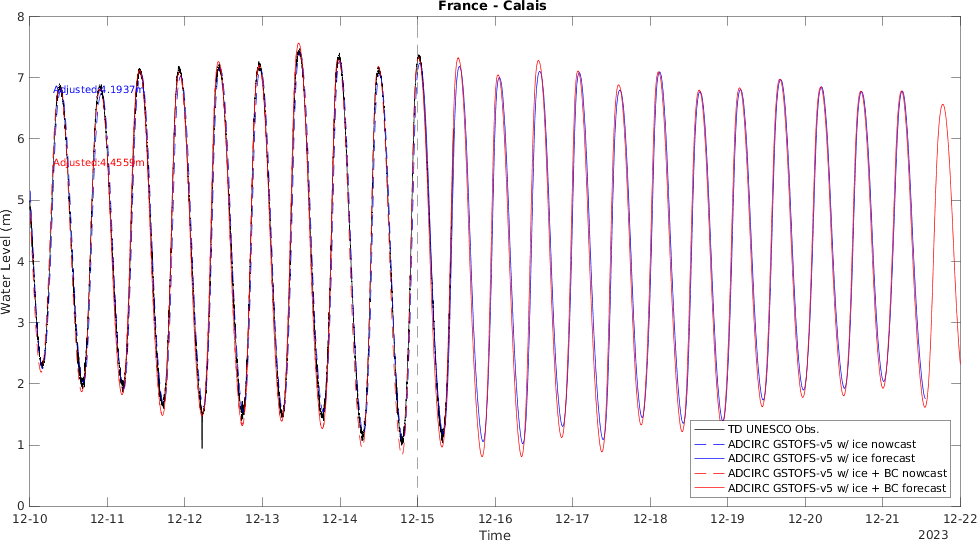 France - Calais
8
7
6
5
4
3
2
1
0
Water Level (m)
Adjusted:4.1937m
Adjusted:4.4559m
TD UNESCO Obs.
ADCIRC GSTOFS-v5 w/ ice nowcast
ADCIRC GSTOFS-v5 w/ ice forecast
ADCIRC GSTOFS-v5 w/ ice + BC nowcast
ADCIRC GSTOFS-v5 w/ ice + BC forecast
12-10 12-11 12-12 12-13 12-14 12-15 12-16 12-17 12-18 12-19 12-20 12-21 12-22
Time
2023